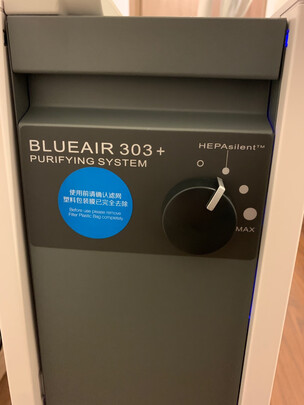 BLUEAIR 303+
PURIFYING SYSTEM
HEPAsilent™
MAX
使用前请确认滤网
塑料包装膜已完全去除
Before use please remove
Filter Plastic Bag completely